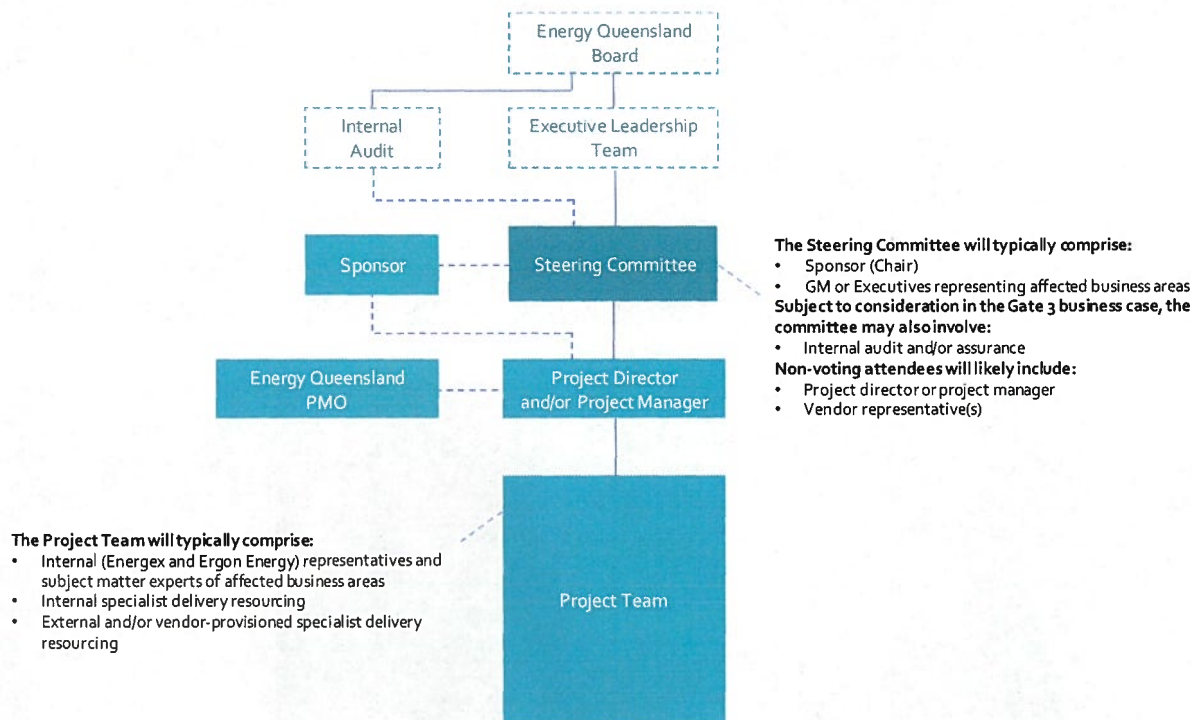 Energy Queensland
Board
Internal
Audit
Executive Leadership
Team
Sponsor
Steering Committee
The Steering Committee will typically comprise:
• Sponsor (Chair)
• GM or Executives representing affected business areas
Subject to consideration in the Gate 3 business case, the
committee may also involve:
• Internal audit and/or assurance
Non-voting attendees will likely include:
• Project director or project manager
• Vendor representative(s)
Energy Queensland
PMO
Project Director
and/or Project Manager
The Project Team will typically comprise:
• Internal (Energex and Ergon Energy) representatives and
subject matter experts of affected business areas
• Internal specialist delivery resourcing
• External and/or vendor-provisioned specialist delivery
resourcing
Project Team